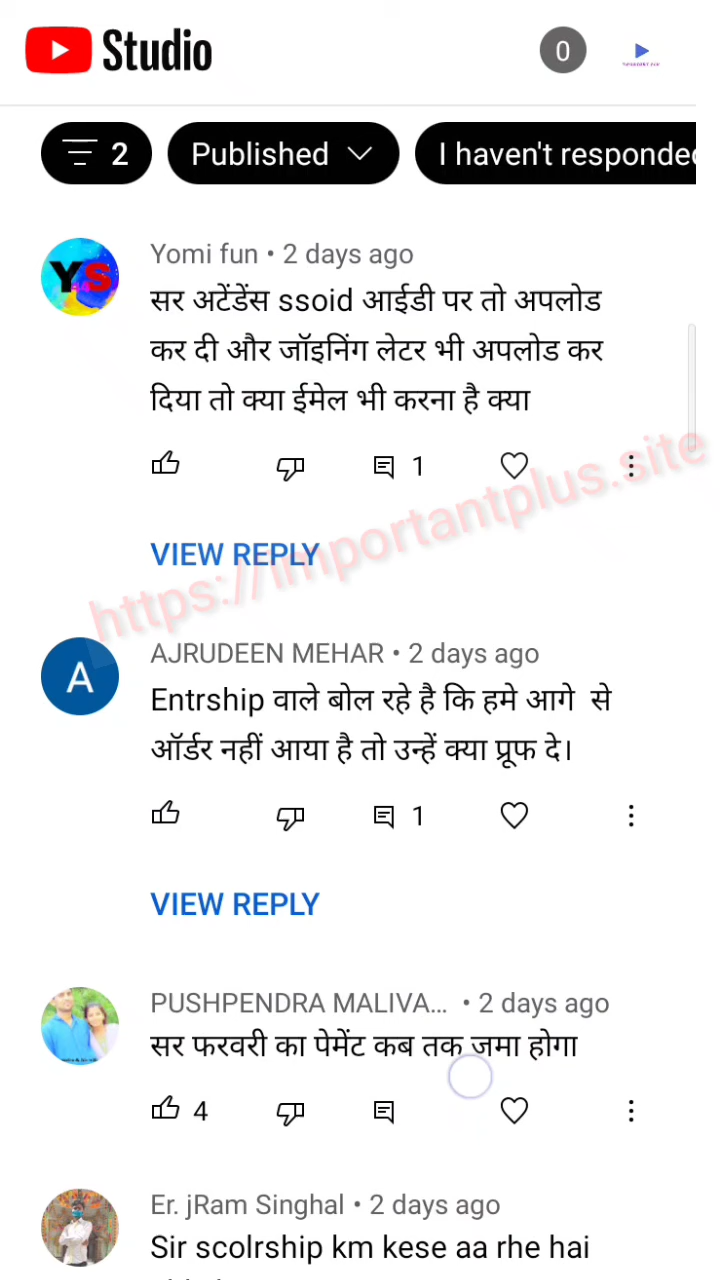 Studio
0
2
Published
I haven't responded
Yomi fun • 2 days ago
सर अटेंडेंस ssoid आईडी पर तो अपलोड
कर दी और जॉइनिंग लेटर भी अपलोड कर
दिया तो क्या ईमेल भी करना है क्या
1
VIEW REPLY
https://importantplus.site
A
AJRUDEEN MEHAR • 2 days ago
Entrship वाले बोल रहे है कि हमे आगे से
ऑर्डर नहीं आया है तो उन्हें क्या प्रूफ दे।
1
VIEW REPLY
PUSHPENDRA MALIVA... • 2 days ago
सर फरवरी का पेमेंट कब तक जमा होगा
4
Er. jRam Singhal • 2 days ago
Sir scolrship km kese aa rhe hai